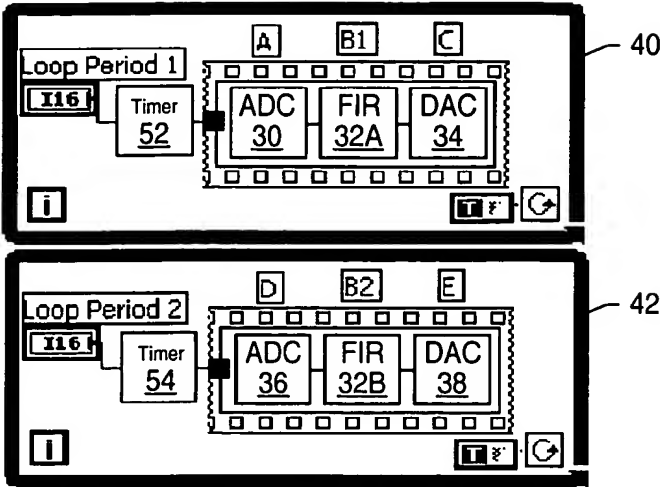 A B1 C
40
Loop Period 1
I16
Timer
52
ADC
30
FIR
32A
DAC
34
i
T
D B2 E
42
Loop Period 2
I16
Timer
54
ADC
36
FIR
32B
DAC
38
i
T